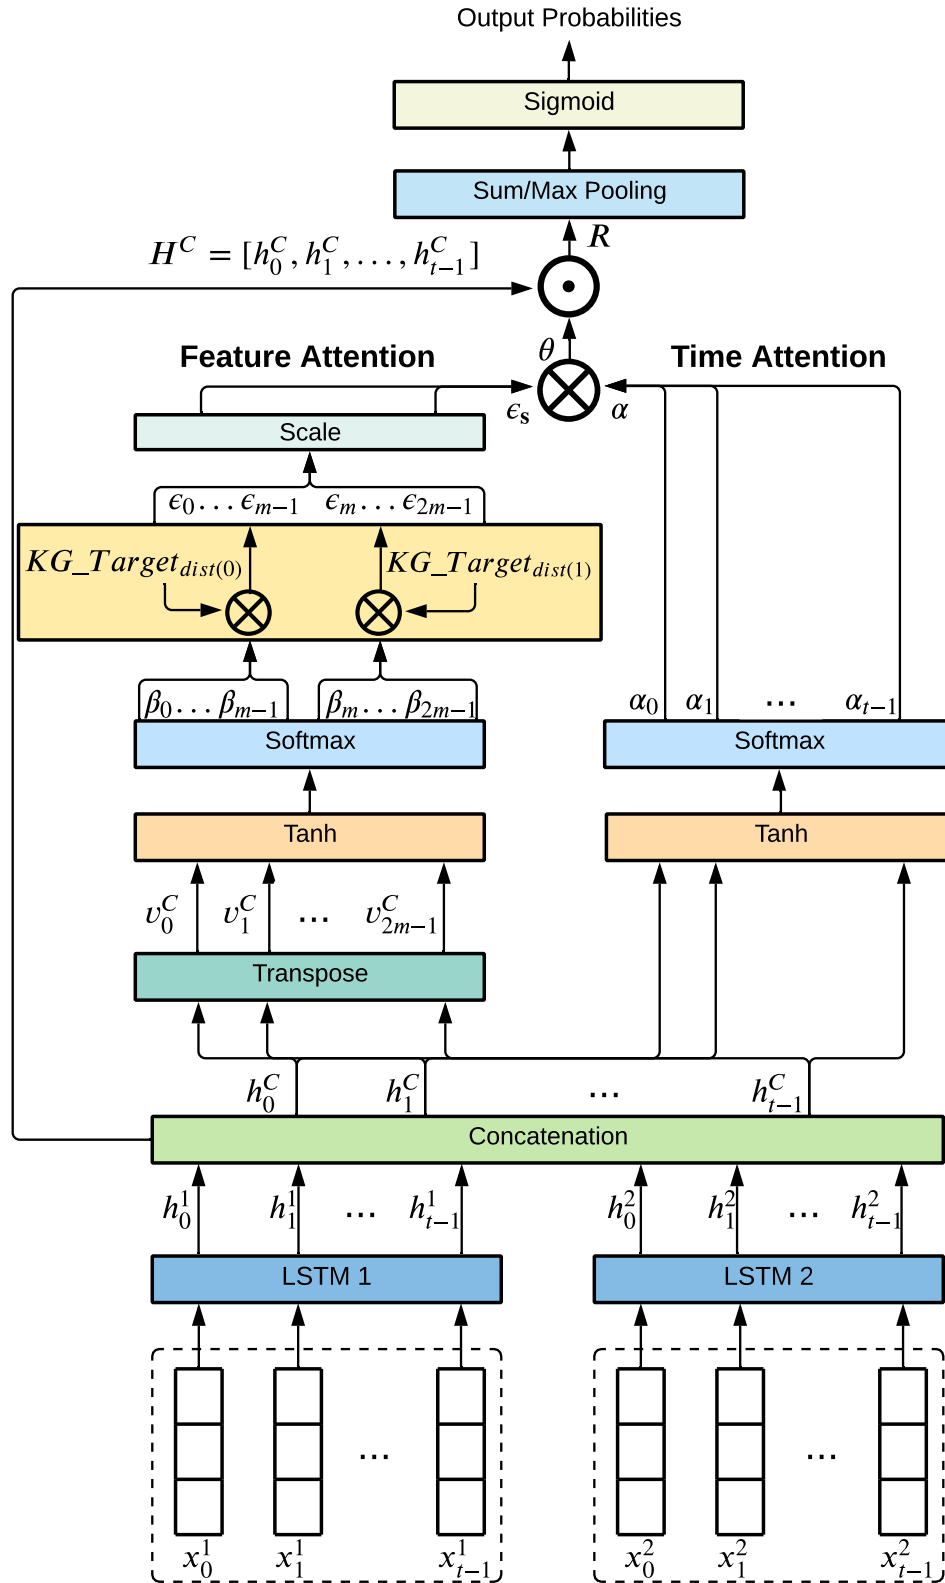 Output Probabilities
Sigmoid
Sum/Max Pooling
R
H^C = [h_0^C, h_1^C, ..., h_{t-1}^C]
θ
Feature Attention
Time Attention
ϵ_s
α
Scale
ϵ_0 ... ϵ_{m-1} ϵ_m ... ϵ_{2m-1}
KG_Target_{dist(0)} KG_Target_{dist(1)}
β_0 ... β_{m-1} β_m ... β_{2m-1}
α_0 α_1 ... α_{t-1}
Softmax
Softmax
Tanh
Tanh
v_0^C v_1^C ... v_{2m-1}^C
Transpose
h_0^C h_1^C ... h_{t-1}^C
Concatenation
h_0^1 h_1^1 ... h_{t-1}^1 h_0^2 h_1^2 ... h_{t-1}^2
LSTM 1
LSTM 2
... ...
x_0^1 x_1^1 x_{t-1}^1 x_0^2 x_1^2 x_{t-1}^2